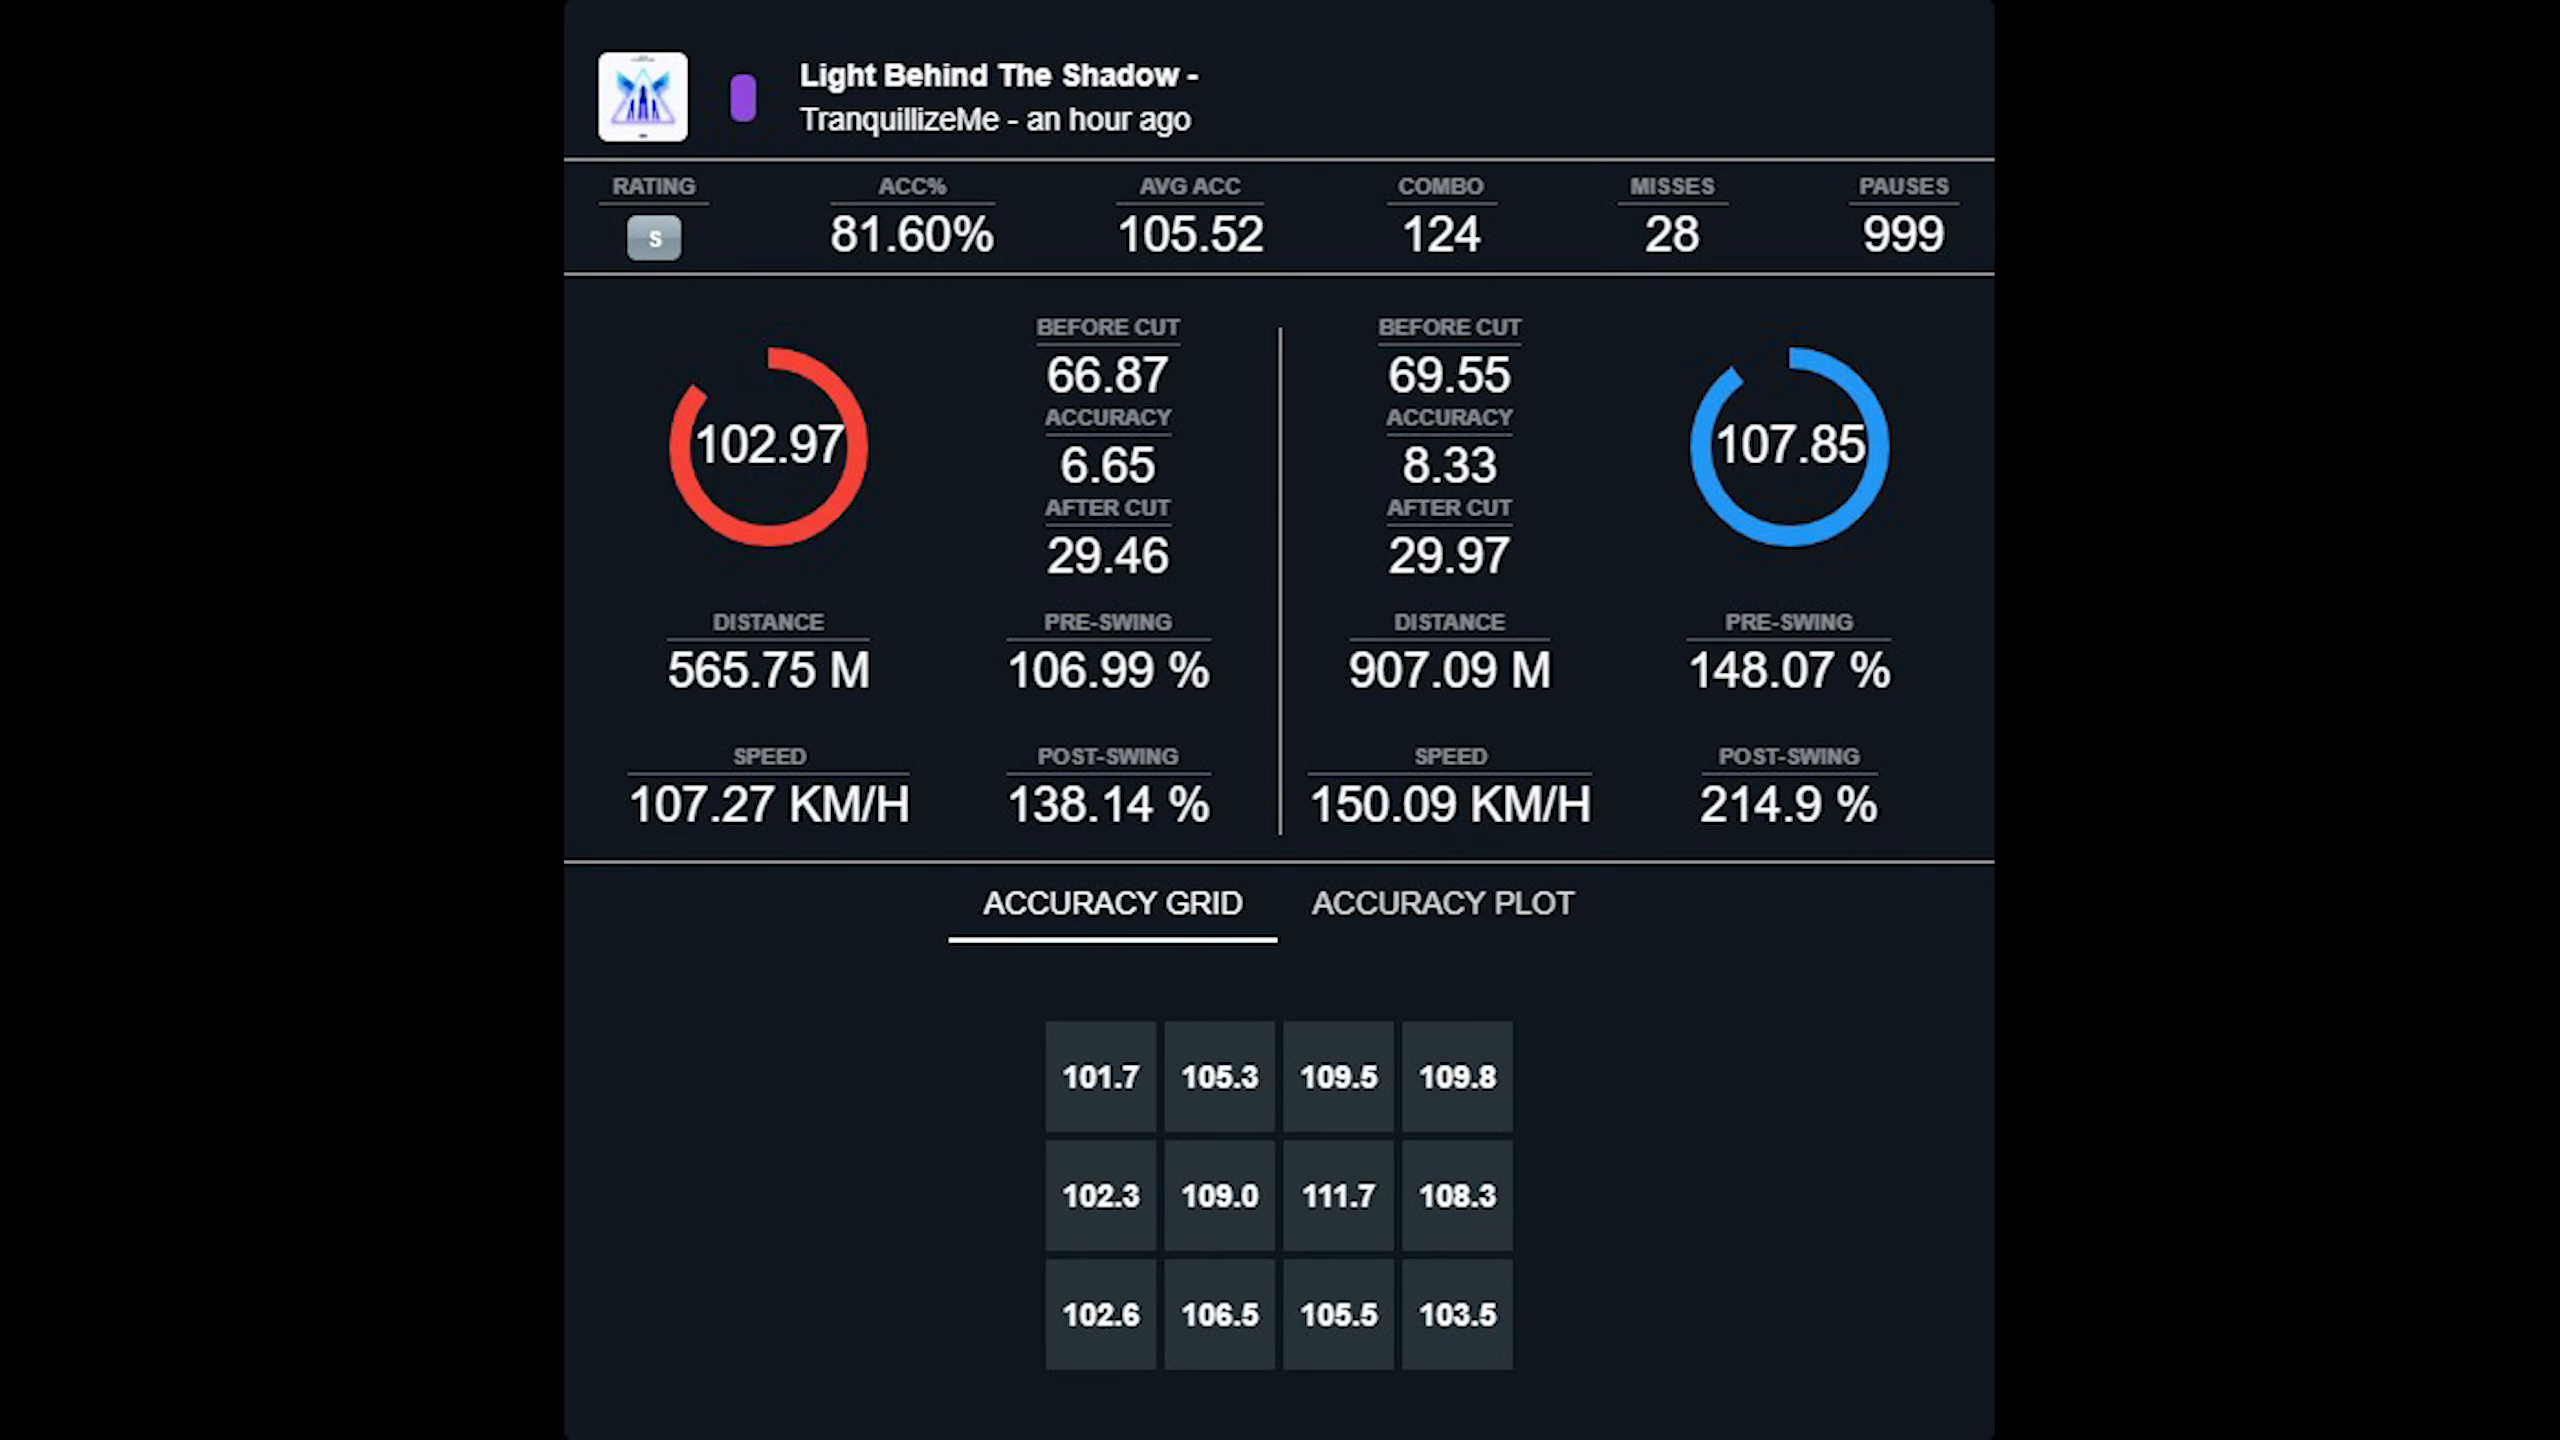 Light Behind The Shadow -
TranquillizeMe - an hour ago
RATING ACC% AVG ACC COMBO MISSES PAUSES
S 81.60% 105.52 124 28 999
BEFORE CUT BEFORE CUT
66.87 69.55
ACCURACY ACCURACY
102.97 6.65 8.33 107.85
AFTER CUT AFTER CUT
29.46 29.97
DISTANCE PRE-SWING DISTANCE PRE-SWING
565.75 M 106.99 % 907.09 M 148.07 %
SPEED POST-SWING SPEED POST-SWING
107.27 KM/H 138.14 % 150.09 KM/H 214.9 %
ACCURACY GRID ACCURACY PLOT
101.7 105.3 109.5 109.8
102.3 109.0 111.7 108.3
102.6 106.5 105.5 103.5